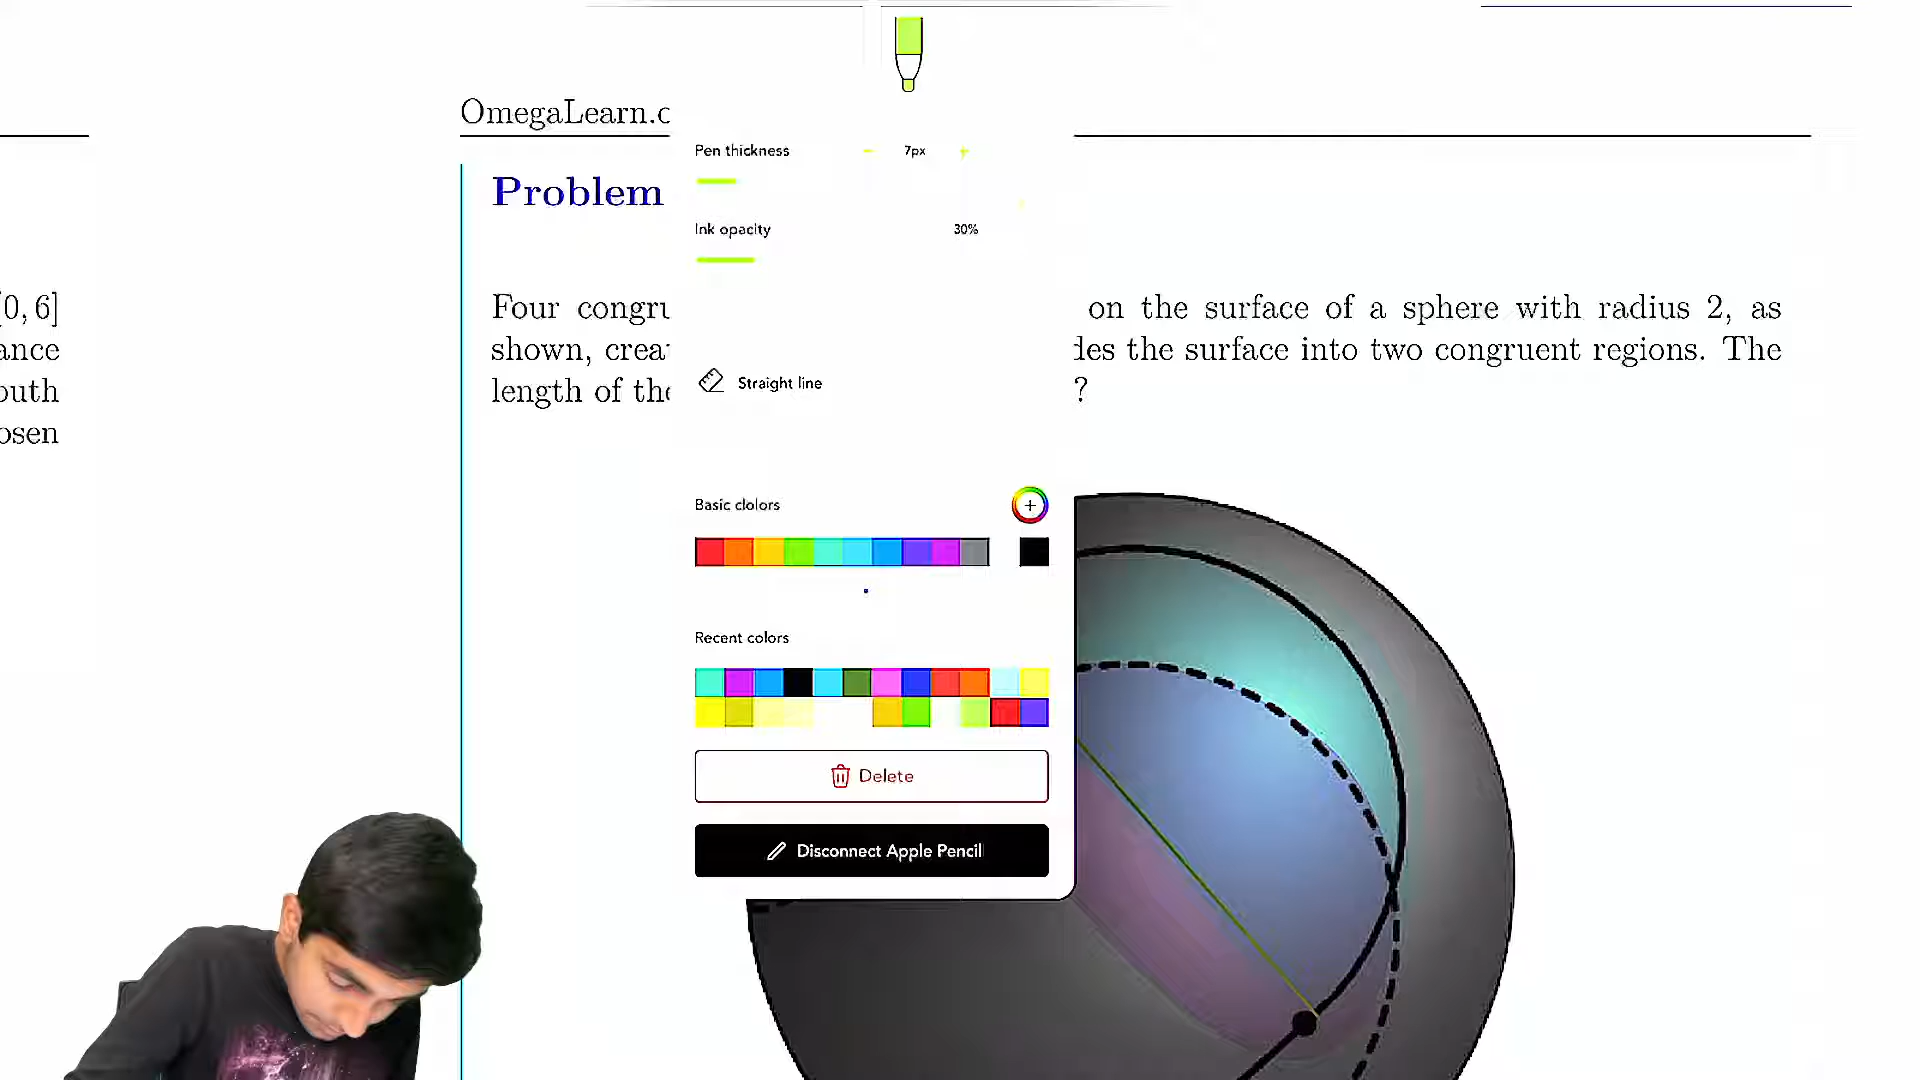 OmegaLearn.c
Pen thickness
7px
Problem
Ink opacity
30%
[0, 6]
Four congru on the surface of a sphere with radius 2, as
ance
shown, crea des the surface into two congruent regions. The
outh
length of the ?
Straight line
osen
Basic clolors
Recent colors
Delete
Disconnect Apple Pencil